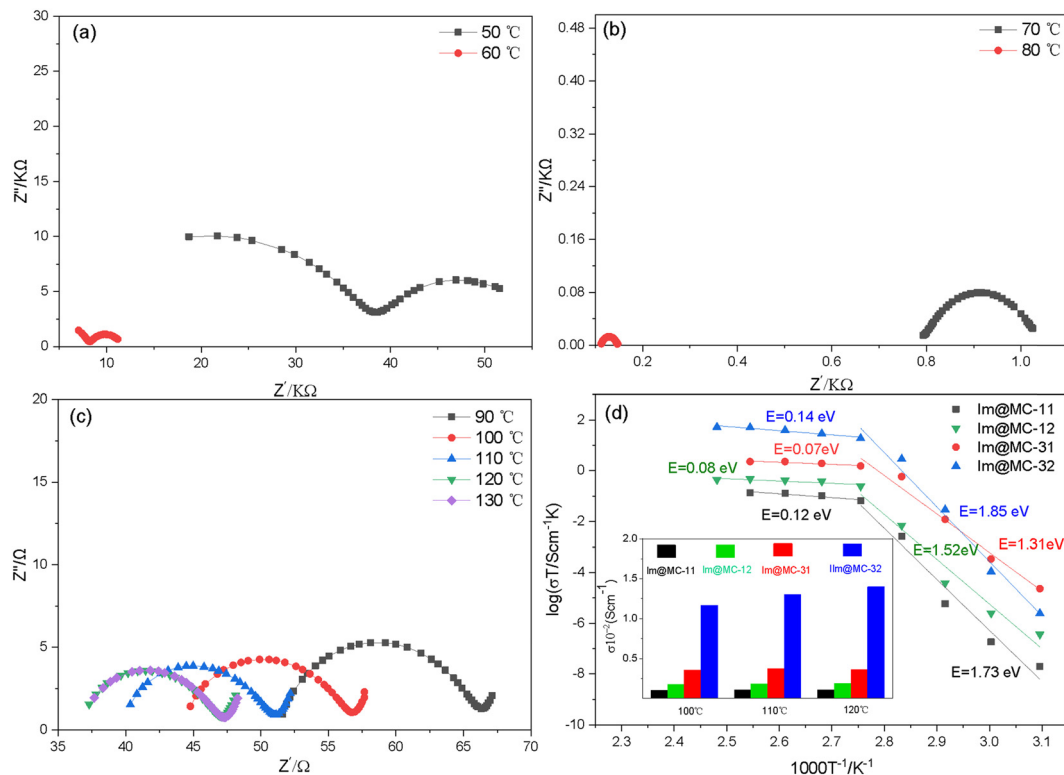 (a)
50 ℃
60 ℃
30
25
20
15
10
5
0
Z''/KΩ
10
20
30
40
50
Z'/KΩ
(b)
70 ℃
80 ℃
0.48
0.40
0.32
0.24
0.16
0.08
0.00
Z''/KΩ
0.2
0.4
0.6
0.8
1.0
Z'/KΩ
(c)
90 ℃
100 ℃
110 ℃
120 ℃
130 ℃
20
15
10
5
0
Z''/Ω
35
40
45
50
55
60
65
70
Z'/Ω
(d)
Im@MC-11
Im@MC-12
Im@MC-31
Im@MC-32
E=0.14 eV
E=0.07eV
E=0.08 eV
E=0.12 eV
E=1.85 eV
E=1.52eV
E=1.31eV
E=1.73 eV
2
0
-2
-4
-6
-8
-10
log(σT/Scm⁻¹K)
2.3
2.4
2.5
2.6
2.7
2.8
2.9
3.0
3.1
1000T⁻¹/K⁻¹
2.0
1.5
1.0
0.5
σ10⁻²(Scm⁻¹)
Im@MC-11
Im@MC-12
Im@MC-31
IIm@MC-32
100℃
110℃
120℃